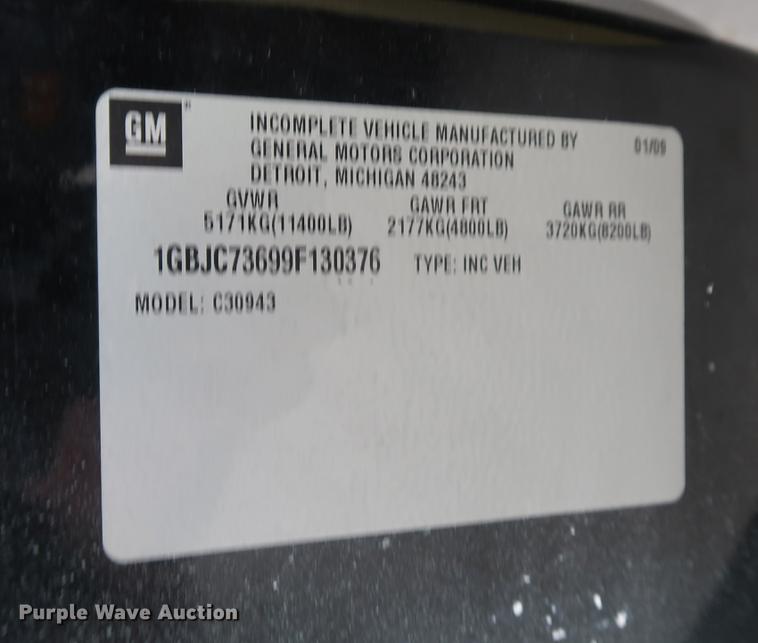 GM
INCOMPLETE VEHICLE MANUFACTURED BY 01/09
GENERAL MOTORS CORPORATION
DETROIT, MICHIGAN 48243
GVWR GAWR FRT GAWR RR
5171KG(11400LB) 2177KG(4800LB) 3720KG(8200LB)
1GBJC73699F130376 TYPE: INC VEH
MODEL: C30943
Purple Wave Auction